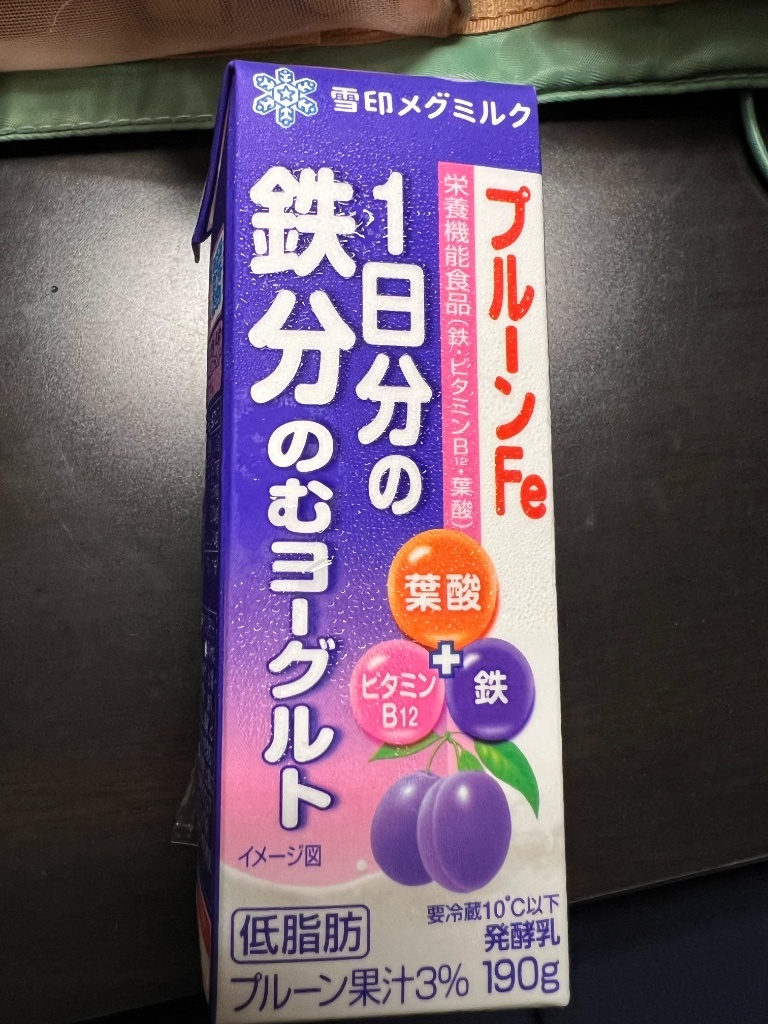 雪印メグミルク
プルーンFe
栄養機能食品(鉄・ビタミンB12・葉酸)
1日分の
鉄分のむヨーグルト
葉酸
+
ビタミン
B12
鉄
イメージ図
要冷蔵10℃以下
発酵乳
低脂肪
プルーン果汁3% 190g